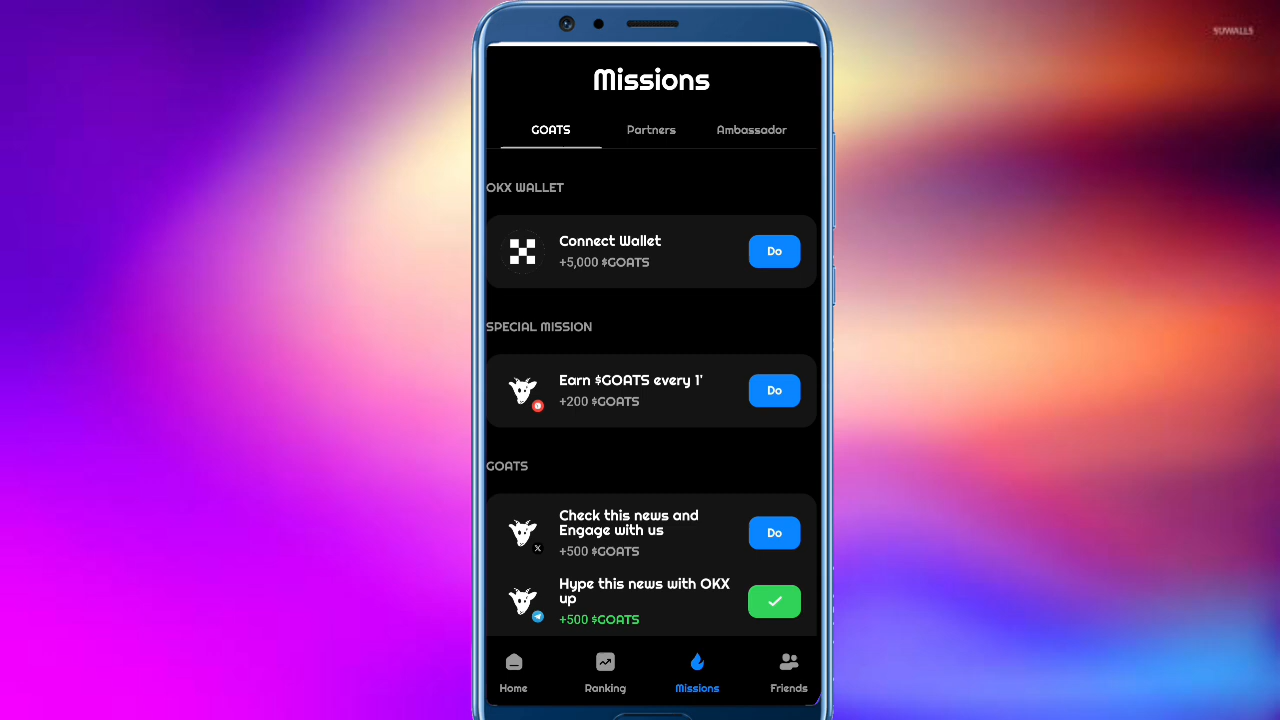 SUWALLS
Missions
GOATS
Partners
Ambassador
OKX WALLET
Connect Wallet
+5,000 $GOATS
Do
SPECIAL MISSION
Earn $GOATS every 1'
+200 $GOATS
Do
GOATS
Check this news and
Engage with us
+500 $GOATS
Do
Hype this news with OKX
up
+500 $GOATS
Home
Ranking
Missions
Friends